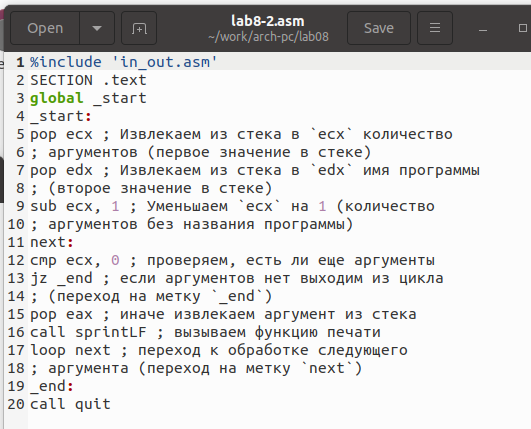 Open
lab8-2.asm
~/work/arch-pc/lab08
Save
1 %include 'in_out.asm'
2 SECTION .text
3 global _start
4 _start:
5 pop ecx ; Извлекаем из стека в `ecx` количество
6 ; аргументов (первое значение в стеке)
7 pop edx ; Извлекаем из стека в `edx` имя программы
8 ; (второе значение в стеке)
9 sub ecx, 1 ; Уменьшаем `ecx` на 1 (количество
10 ; аргументов без названия программы)
11 next:
12 cmp ecx, 0 ; проверяем, есть ли еще аргументы
13 jz _end ; если аргументов нет выходим из цикла
14 ; (переход на метку `_end`)
15 pop eax ; иначе извлекаем аргумент из стека
16 call sprintLF ; вызываем функцию печати
17 loop next ; переход к обработке следующего
18 ; аргумента (переход на метку `next`)
19 _end:
20 call quit